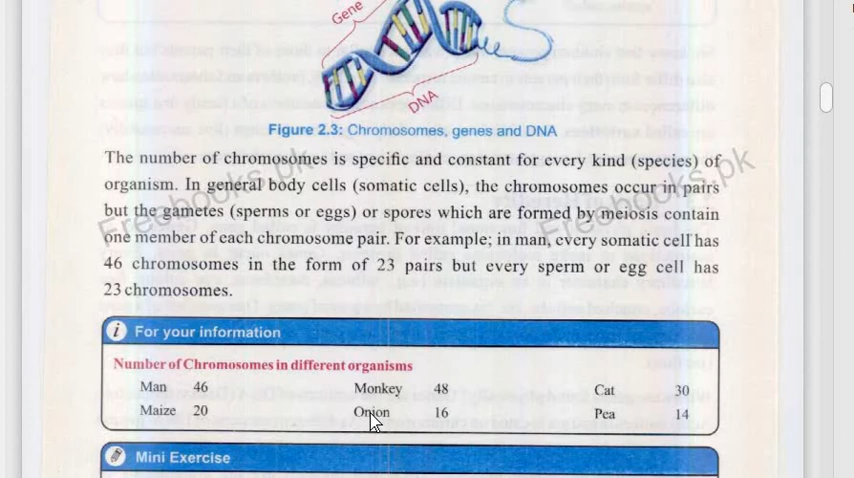 Gene
DNA
Figure 2.3: Chromosomes, genes and DNA
The number of chromosomes is specific and constant for every kind (species) of
organism. In general body cells (somatic cells), the chromosomes occur in pairs
but the gametes (sperms or eggs) or spores which are formed by meiosis contain
one member of each chromosome pair. For example; in man, every somatic cell has
46 chromosomes in the form of 23 pairs but every sperm or egg cell has
23 chromosomes.
Freebooks.pk
Freebooks.pk
i For your information
Number of Chromosomes in different organisms
Man 46 Monkey 48 Cat 30
Maize 20 Onion 16 Pea 14
Mini Exercise